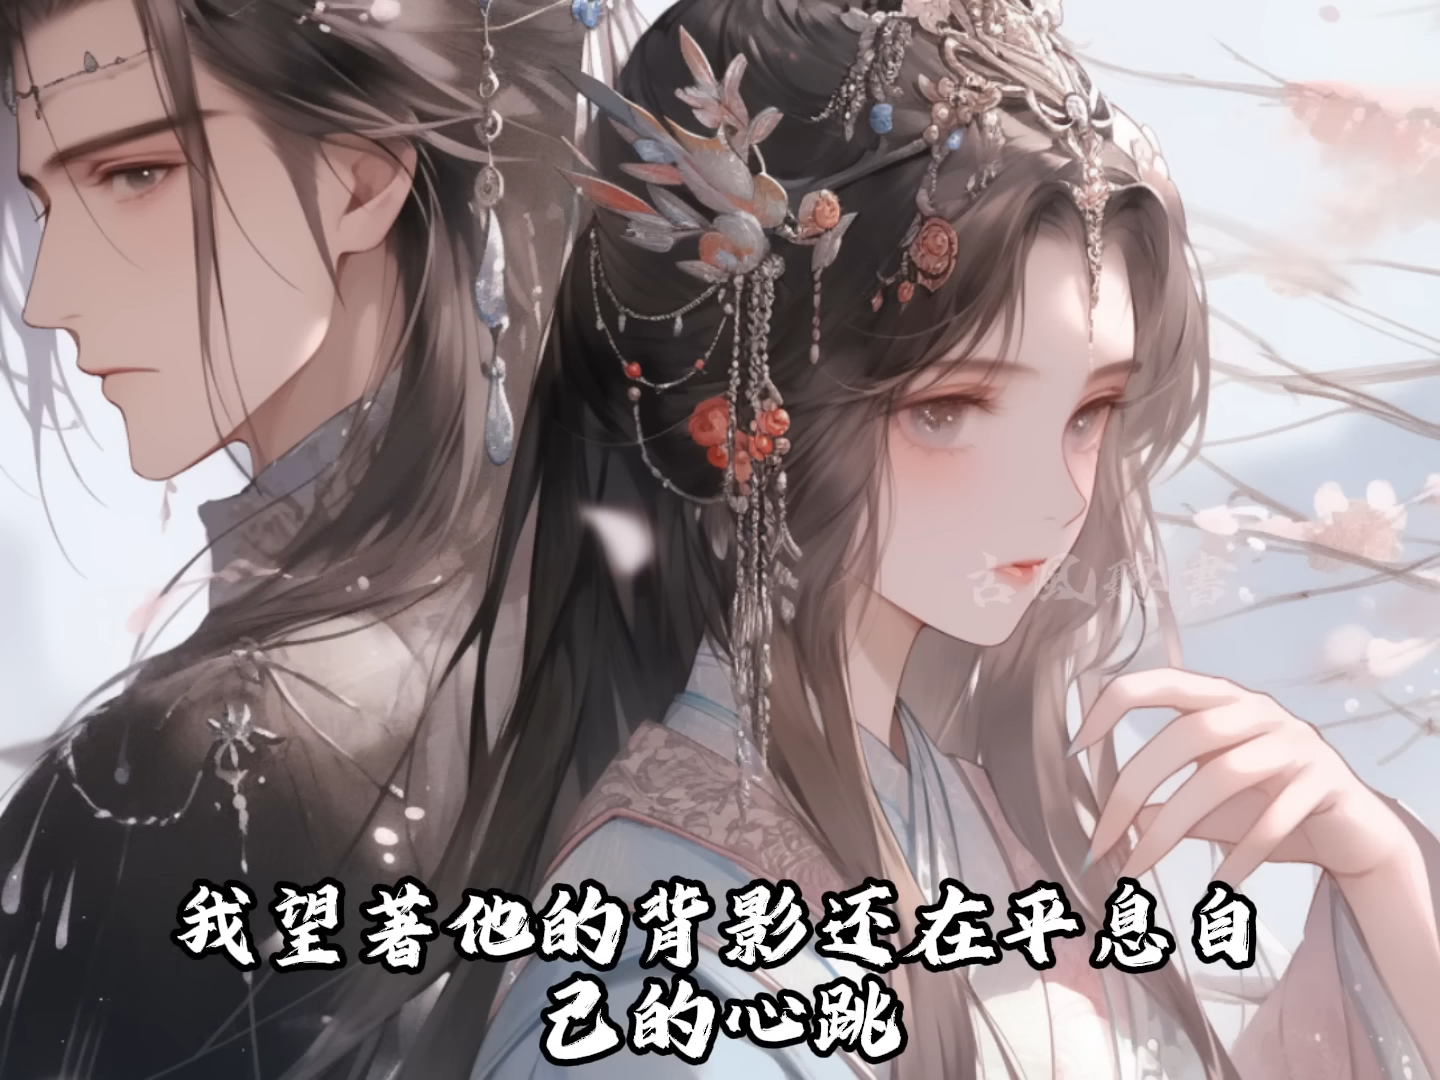 我望著他的背影还在平息自
己的心跳